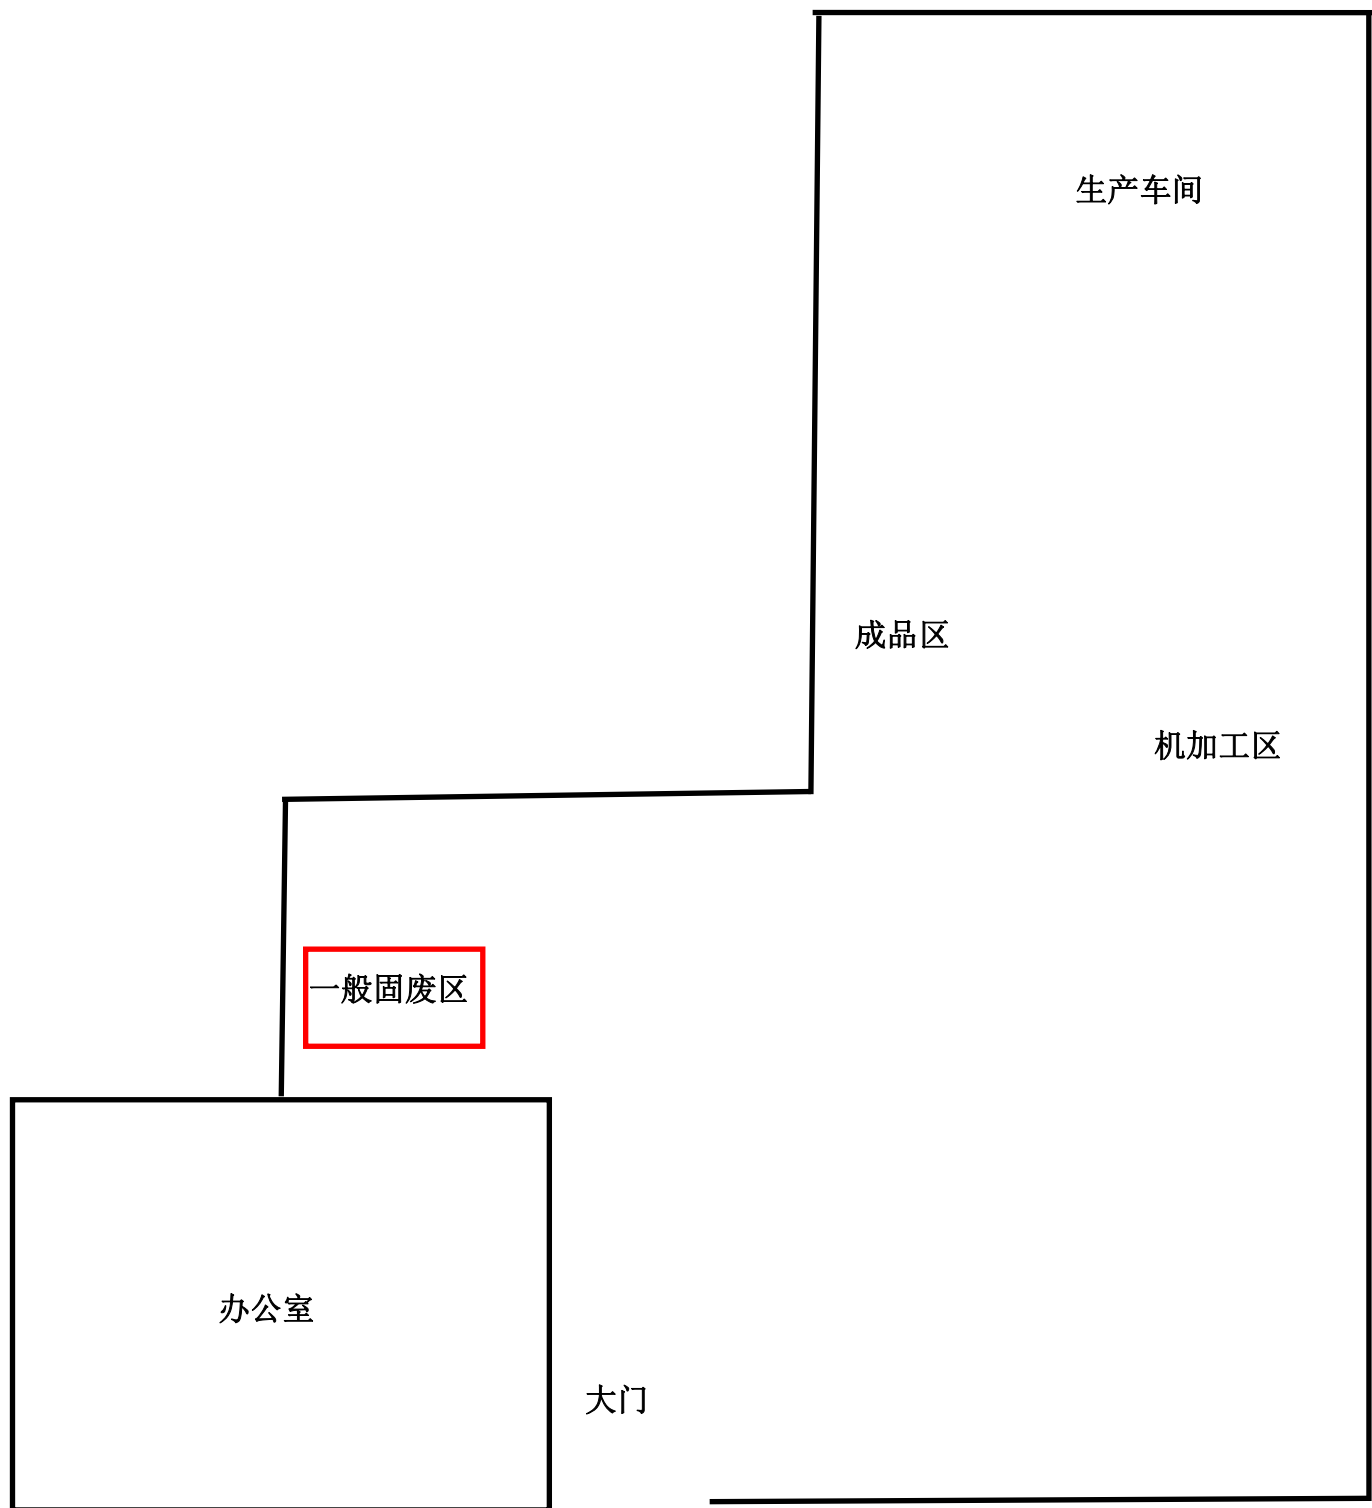 生产车间
成品区
机加工区
一般固废区
办公室
大门